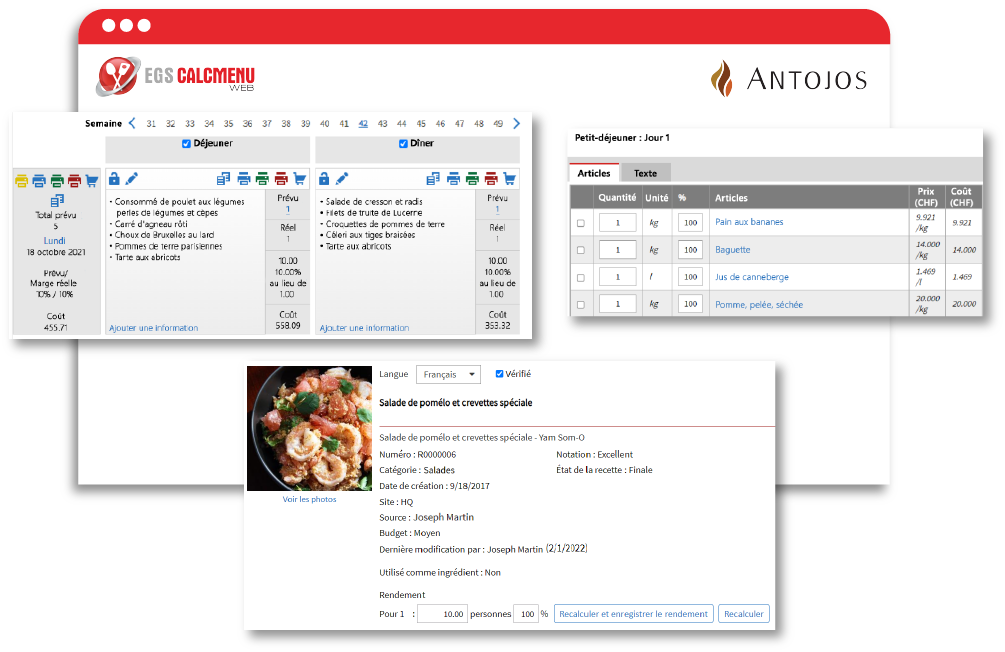 EGS CALCMENU
WEB
ANTOJOS
Semaine 31 32 33 34 35 36 37 38 39 40 41 42 43 44 45 46 47 48 49
Déjeuner
Dîner
Total prévu
5
Lundi
18 octobre 2021
Prévu/
Marge réelle
10% / 10%
Coût
455.71
• Consommé de poulet aux légumes
perles de légumes et cèpes
• Carré d'agneau rôti
• Choux de Bruxelles au lard
• Pommes de terre parisiennes
• Tarte aux abricots
Ajouter une information
Prévu
1
Réel
1
10.00
10.00%
au lieu de
1.00
Coût
558.09
• Salade de cresson et radis
• Filets de truite de Lucerne
• Croquettes de pommes de terre
• Céleri aux tiges braisées
• Tarte aux abricots
Ajouter une information
Prévu
1
Réel
1
10.00
10.00%
au lieu de
1.00
Coût
353.32
Petit-déjeuner : Jour 1
Articles Texte
Quantité Unité % Articles Prix (CHF) Coût (CHF)
1 kg 100 Pain aux bananes 9.921 /kg 9.921
1 kg 100 Baguette 14.000 /kg 14.000
1 l 100 Jus de canneberge 1.469 /l 1.469
1 kg 100 Pomme, pelée, séchée 20.000 /kg 20.000
Voir les photos
Langue Français Vérifié
Salade de pomélo et crevettes spéciale
Salade de pomélo et crevettes spéciale - Yam Som-O
Numéro : R0000006 Notation : Excellent
Catégorie : Salades État de la recette : Finale
Date de création : 9/18/2017
Site : HQ
Source : Joseph Martin
Budget : Moyen
Dernière modification par : Joseph Martin (2/1/2022)
Utilisé comme ingrédient : Non
Rendement
Pour 1 : 10.00 personnes 100 % Recalculer et enregistrer le rendement Recalculer